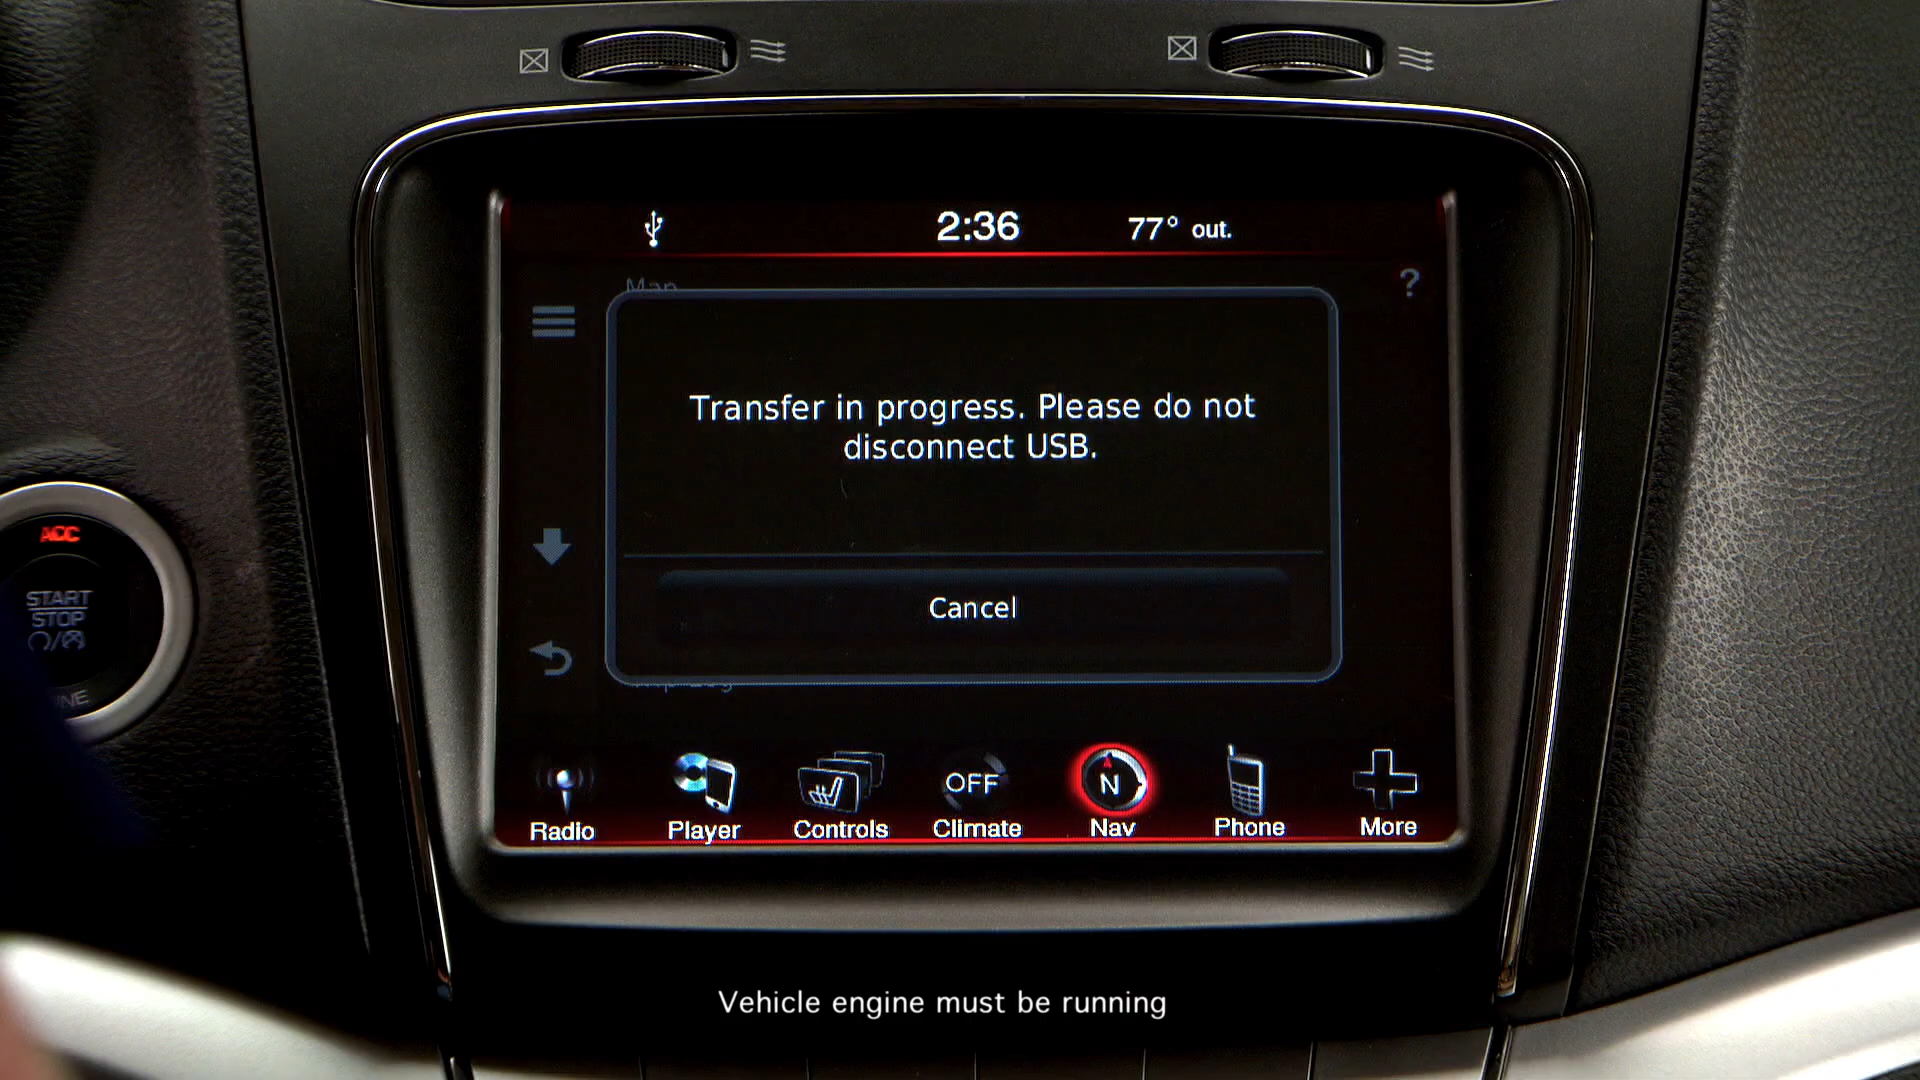 2:36
77° out.
Map
?
Transfer in progress. Please do not
disconnect USB.
Cancel
ACC
START
STOP
OFF
N
Radio
Player
Controls
Climate
Nav
Phone
More
Vehicle engine must be running